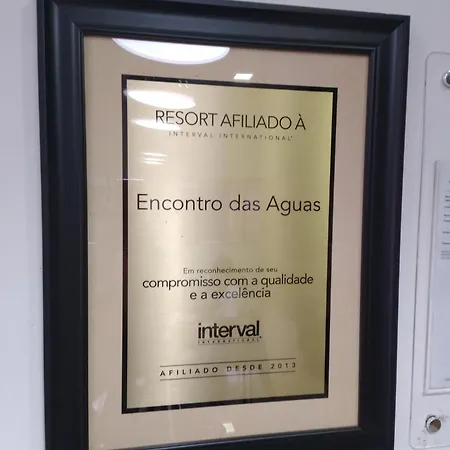 RESORT AFILIADO À
INTERVAL INTERNATIONAL®
Encontro das Aguas
Em reconhecimento de seu
compromisso com a qualidade
e a excelência
interval
INTERNATIONAL®
AFILIADO DESDE 2013